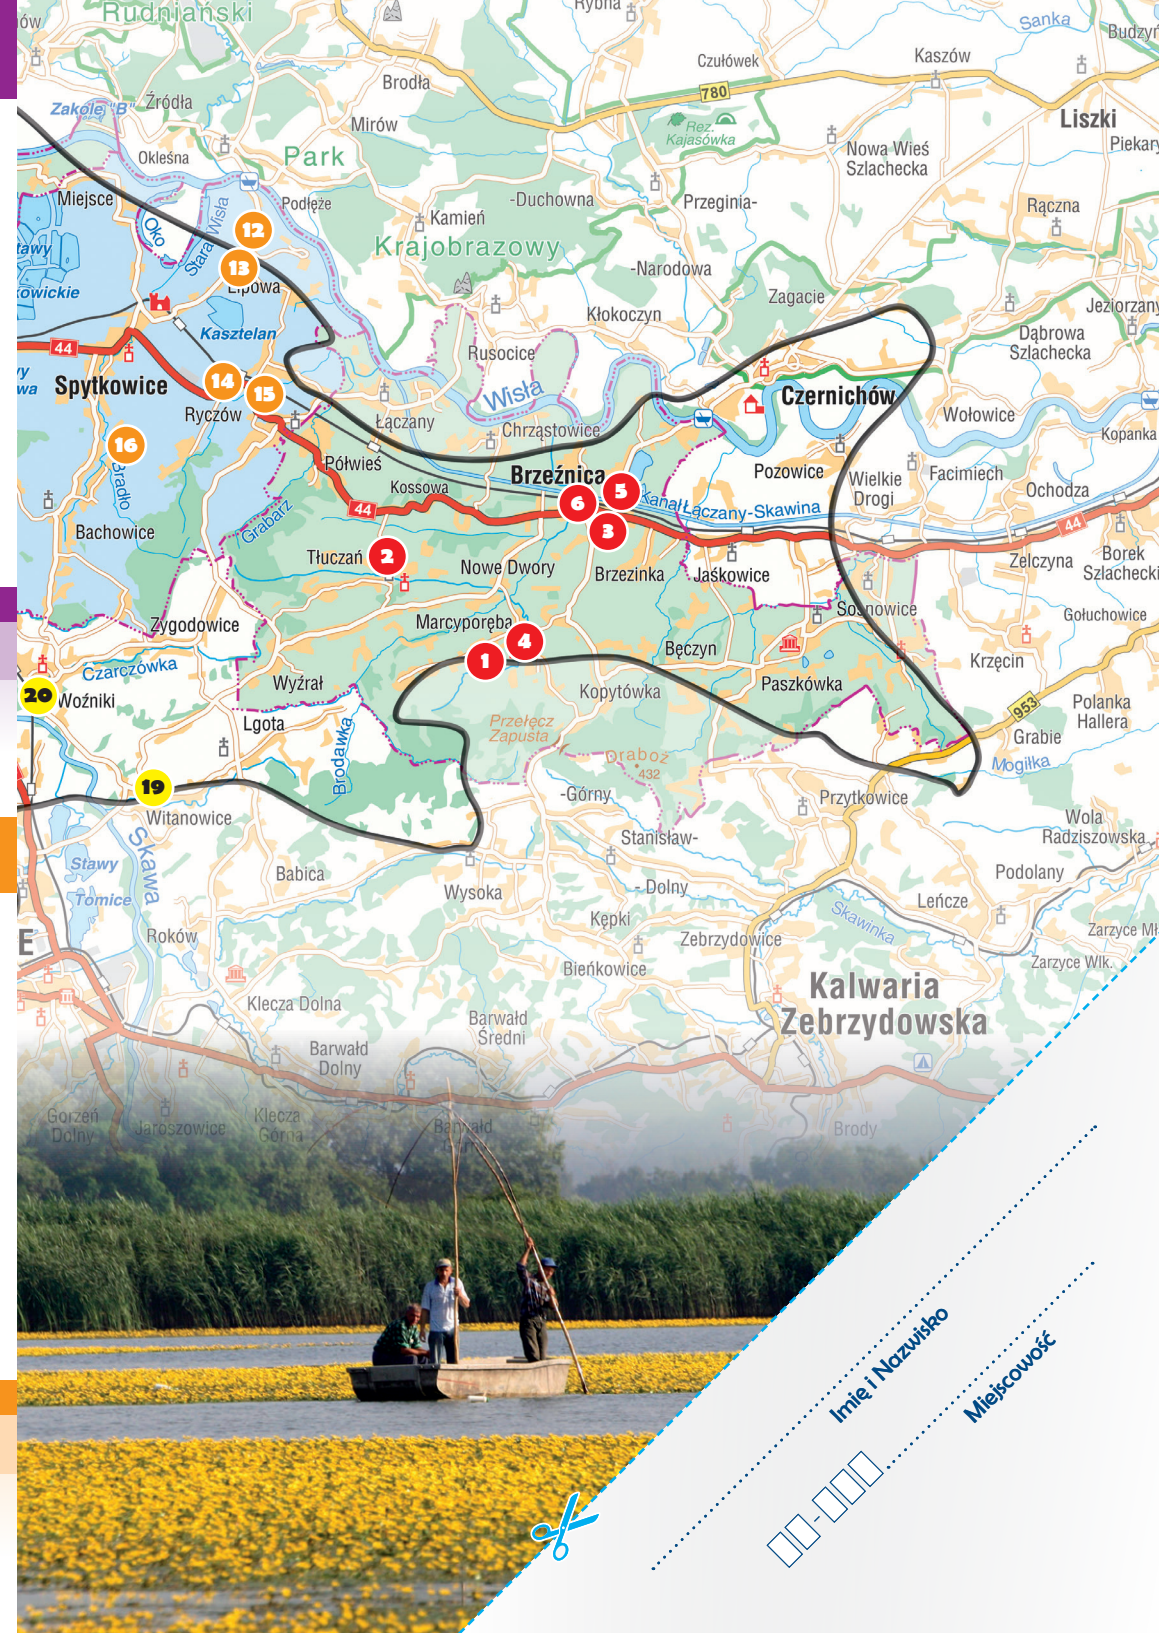 Rudniański
Rybna
Sanka
Budzyń
Kaszów
Czułówek
Brodła
780
Zakole "B"
Źródła
Mirów
Rez.
Kajasówka
Liszki
Piekary
Okleśna
Park
Nowa Wieś
Szlachecka
Miejsce
Podłęże
-Duchowna
Przeginia-
Rączna
Oko
Stara Wisła
12
Kamień
Krajobrazowy
13
Lipowa
-Narodowa
Zagacie
Jeziorzany
Kłokoczyn
Kasztelan
Dąbrowa
Szlachecka
44
Rusocice
Spytkowice
14
15
Wisła
Czernichów
Ryczów
Łączany
Chrząstowice
Wołowice
Kopanka
16
Bradło
Półwieś
Brzeźnica
Pozowice
Wielkie
Drogi
Facimiech
Kossowa
5
6
Kanał Łączany-Skawina
Ochodza
44
44
Bachowice
Grabarz
3
Tłuczań
2
Nowe Dwory
Brzezinka
Jaśkowice
Zelczyna
Borek
Szlachecki
Zygodowice
Marcyporęba
4
1
Sosnowice
Gołuchowice
Bęczyn
Krzęcin
Czarczówka
20
Woźniki
Wyźrał
Kopytówka
Paszkówka
953
Polanka
Hallera
Lgota
Przełęcz
Zapusta
Grabie
Brodawka
Draboż
432
Mogiłka
19
-Górny
Przytkowice
Witanowice
Stanisław-
Wola
Radziszowska
Skawa
Stawy
Tomice
Babica
Wysoka
- Dolny
Podolany
Leńcze
Kępki
Skawinka
Roków
Zebrzydowice
Zarzyce Mł.
Bieńkowice
Zarzyce Wlk.
Klecza Dolna
Kalwaria
Zebrzydowska
Barwałd
Średni
Barwałd
Dolny
Gorzeń
Dolny
Jaroszowice
Klecza
Górna
Barwałd
Brody
Imię i Nazwisko
Miejscowość